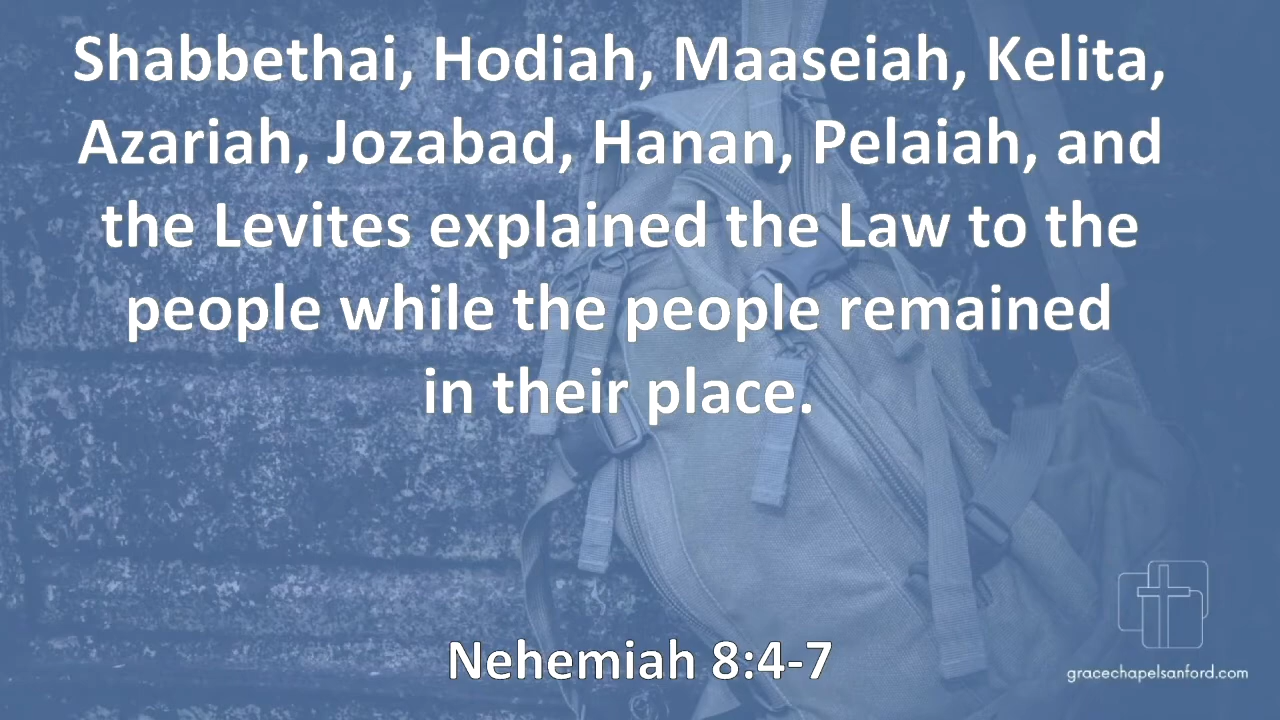 Shabbethai, Hodiah, Maaseiah, Kelita,
Azariah, Jozabad, Hanan, Pelaiah, and
the Levites explained the Law to the
people while the people remained
in their place.
Nehemiah 8:4-7
gracechapelsanford.com